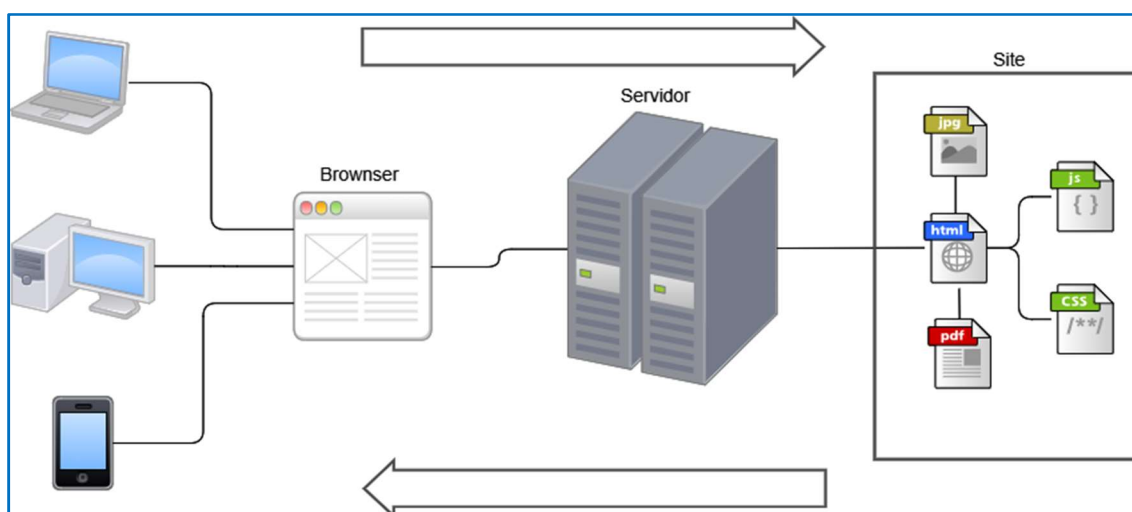 Site
Servidor
Brownser
jpg
js
{ }
html
CSS
/**/
pdf